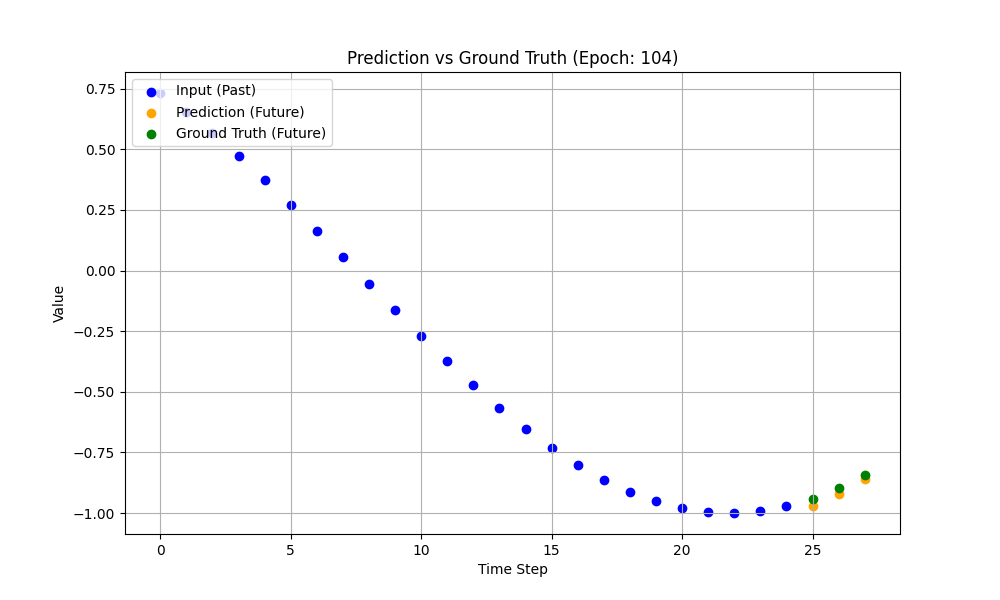 Prediction vs Ground Truth (Epoch: 104)
Input (Past)
Prediction (Future)
Ground Truth (Future)
0.75
0.50
0.25
0.00
−0.25
−0.50
−0.75
−1.00
Value
0 5 10 15 20 25
Time Step